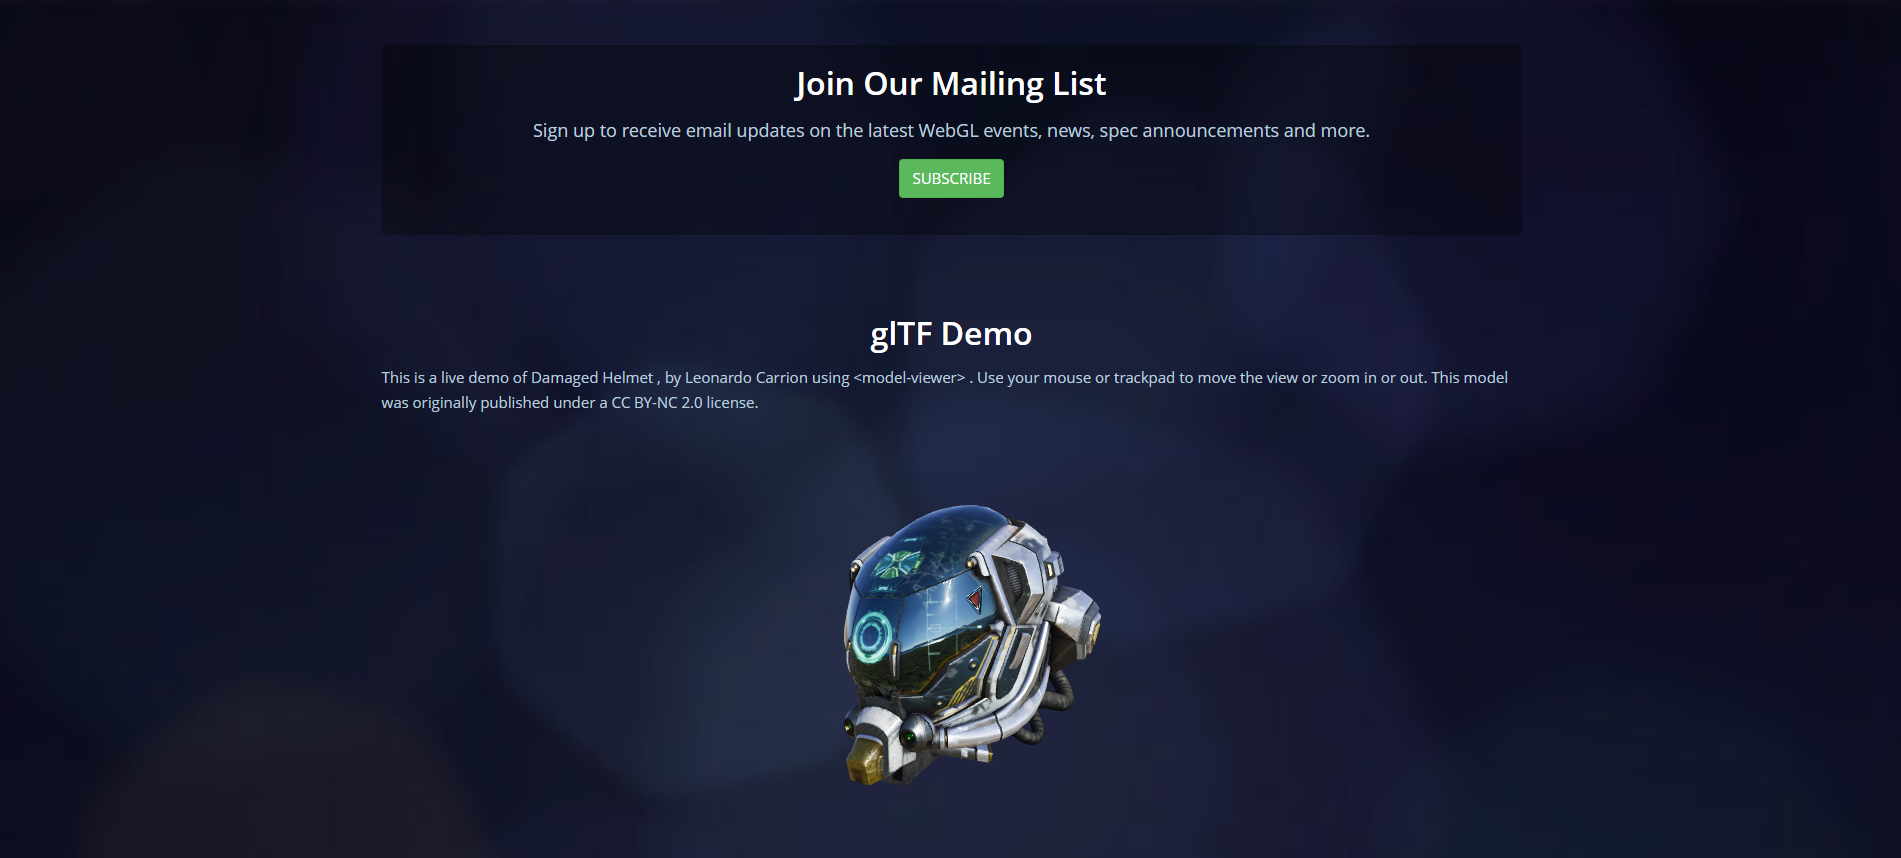 Join Our Mailing List
Sign up to receive email updates on the latest WebGL events, news, spec announcements and more.
SUBSCRIBE
glTF Demo
This is a live demo of Damaged Helmet , by Leonardo Carrion using <model-viewer> . Use your mouse or trackpad to move the view or zoom in or out. This model
was originally published under a CC BY-NC 2.0 license.